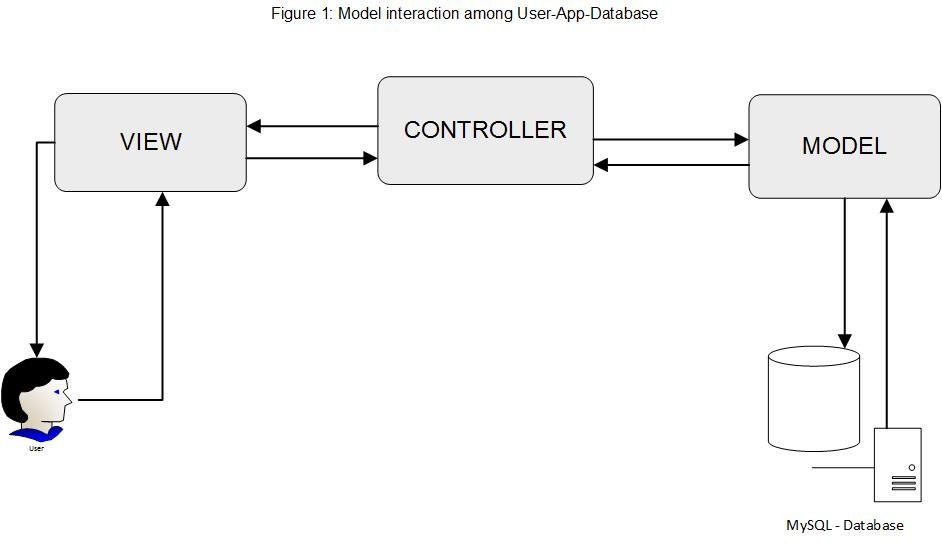 Figure 1: Model interaction among User-App-Database
VIEW
CONTROLLER
MODEL
User
MySQL - Database